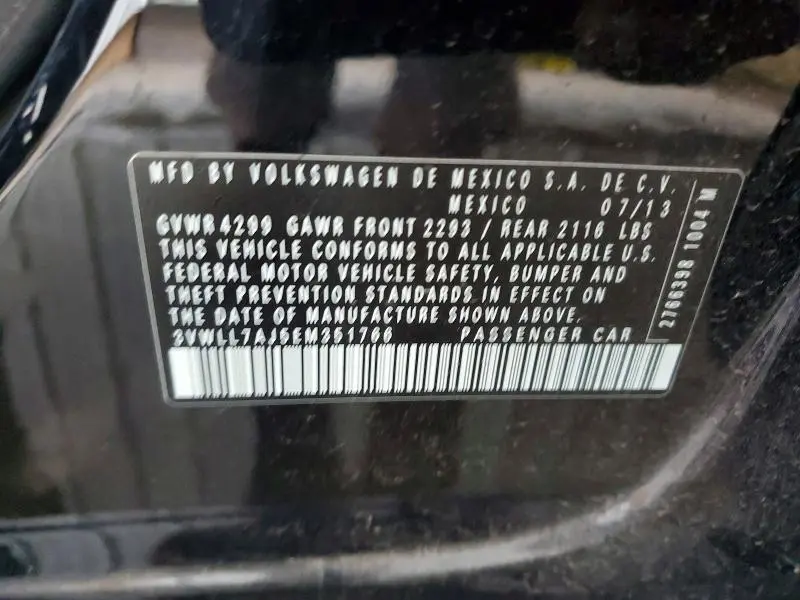 MFD BY VOLKSWAGEN DE MEXICO S.A. DE C.V.
MEXICO 07/13
GVWR 4299 GAWR FRONT 2293 / REAR 2116 LBS
THIS VEHICLE CONFORMS TO ALL APPLICABLE U.S.
FEDERAL MOTOR VEHICLE SAFETY, BUMPER AND
THEFT PREVENTION STANDARDS IN EFFECT ON
THE DATE OF MANUFACTURE SHOWN ABOVE.
3VWLL7AJ5EM351766 PASSENGER CAR
2766398 1004 M